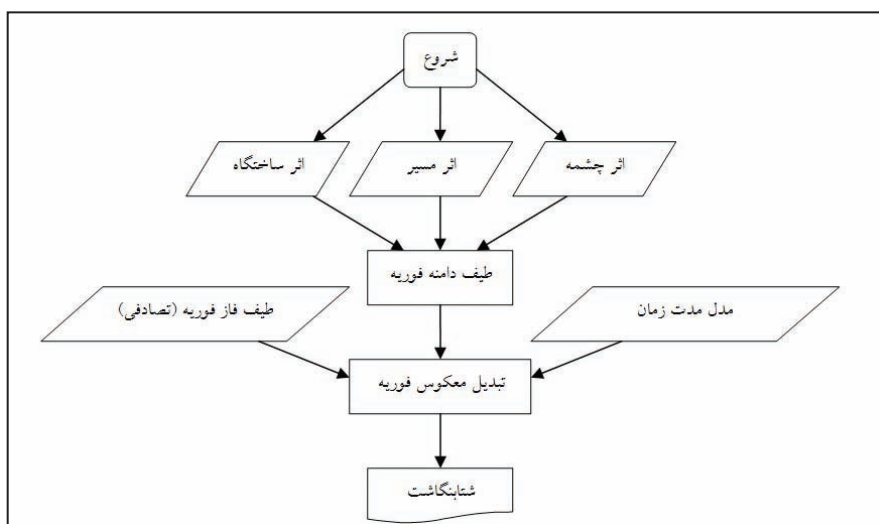 شروع
اثر چشمه
اثر مسیر
اثر ساختگاه
طیف دامنه فوریه
مدل مدت زمان
طیف فاز فوریه (تصادفی)
تبدیل معکوس فوریه
شتابنگاشت